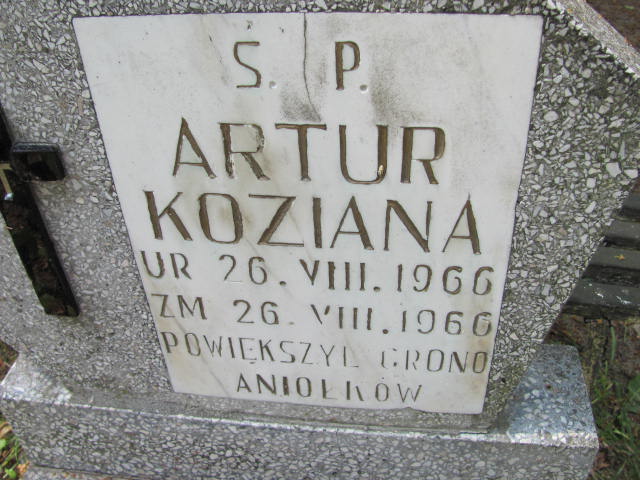 Ś. P.
ARTUR
KOZIANA
UR 26. VIII. 1966
ZM 26. VIII. 1966
POWIĘKSZYŁ GRONO
ANIOŁKÓW